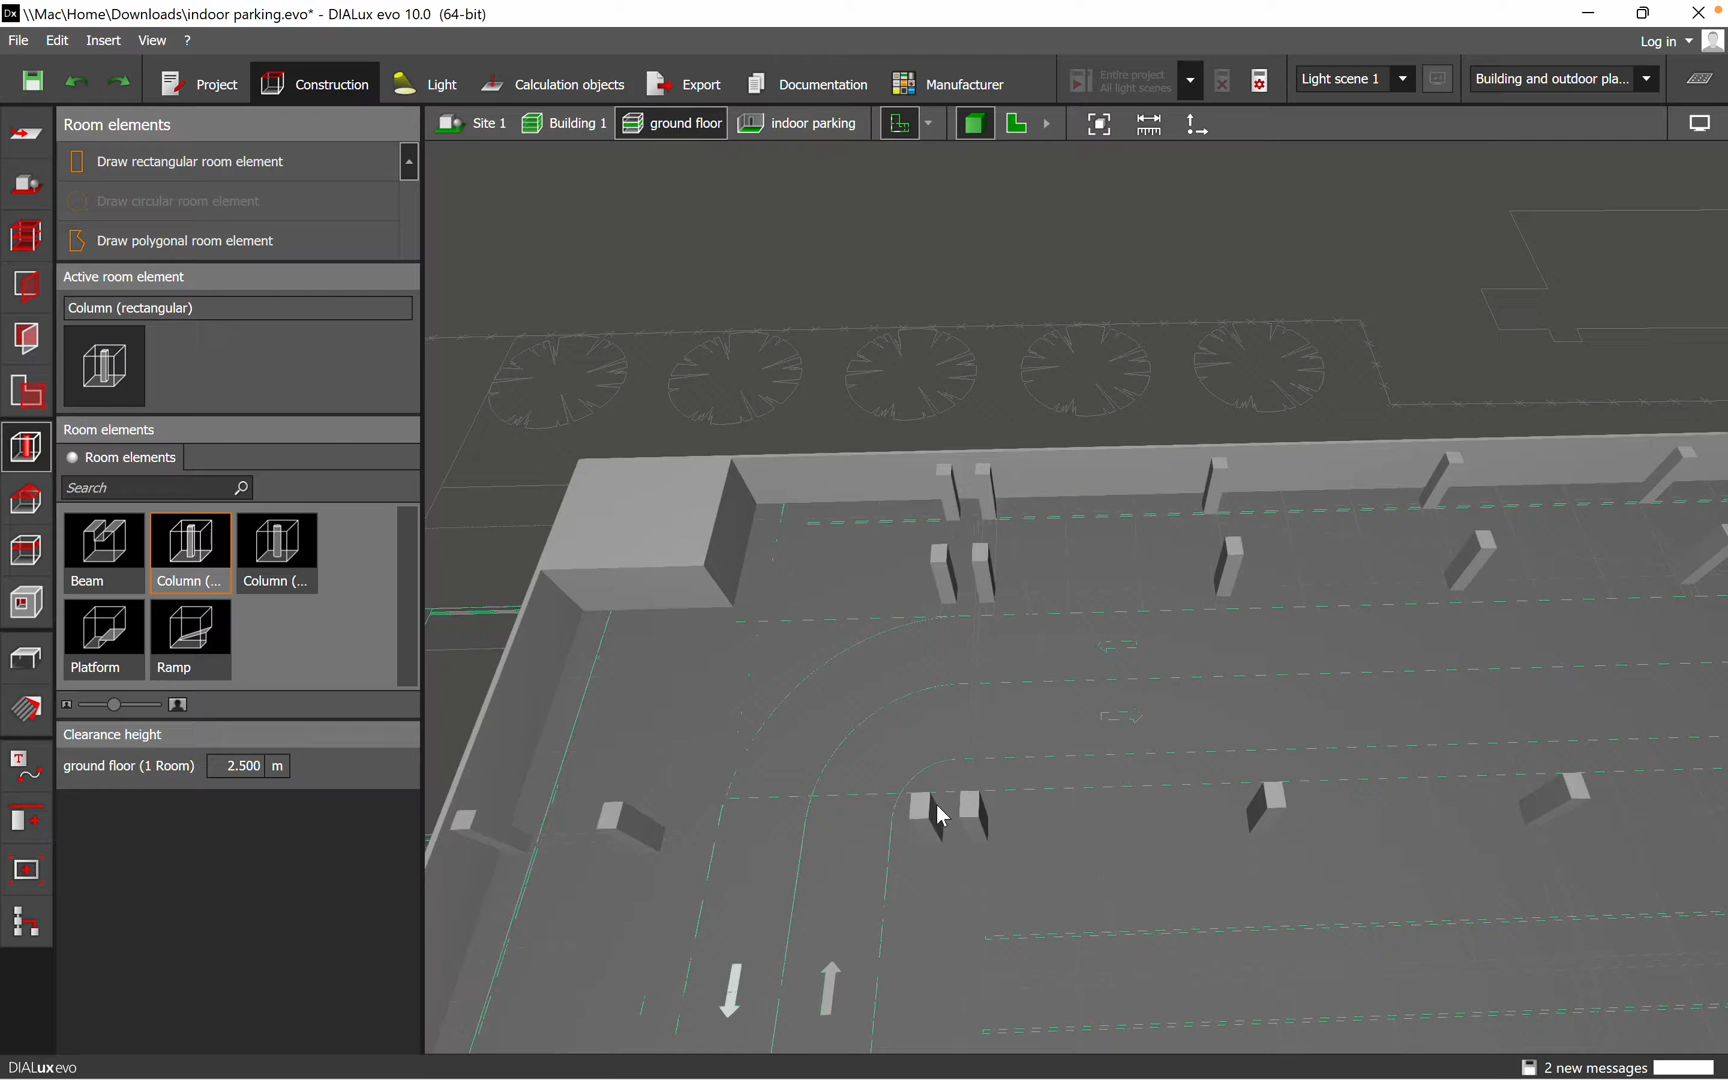 Dx \\Mac\Home\Downloads\indoor parking.evo* - DIALux evo 10.0 (64-bit)
File Edit Insert View ?
Log in
Project Construction Light Calculation objects Export Documentation Manufacturer
Entire project
All light scenes
Light scene 1
Building and outdoor pla...
Room elements
Site 1 Building 1 ground floor indoor parking
Draw rectangular room element
Draw circular room element
Draw polygonal room element
Active room element
Column (rectangular)
Room elements
Room elements
Search
Beam Column (... Column (...
Platform Ramp
Clearance height
ground floor (1 Room) 2.500 m
T
DIALux evo
2 new messages